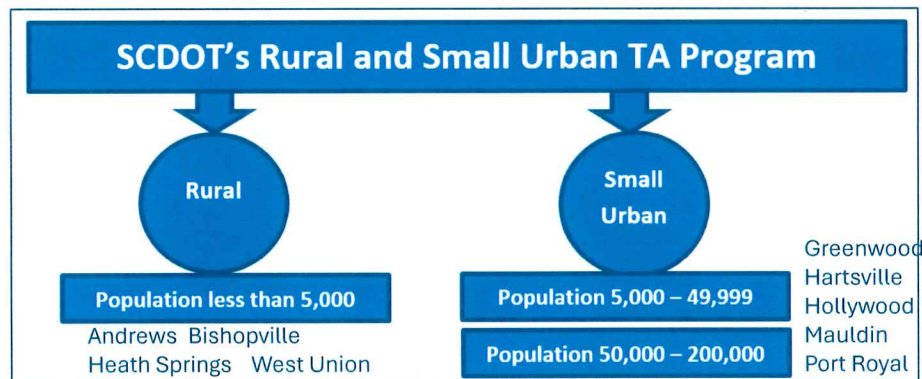 SCDOT's Rural and Small Urban TA Program
Rural
Population less than 5,000
Andrews Bishopville
Heath Springs West Union
Small
Urban
Population 5,000 – 49,999
Population 50,000 – 200,000
Greenwood
Hartsville
Hollywood
Mauldin
Port Royal